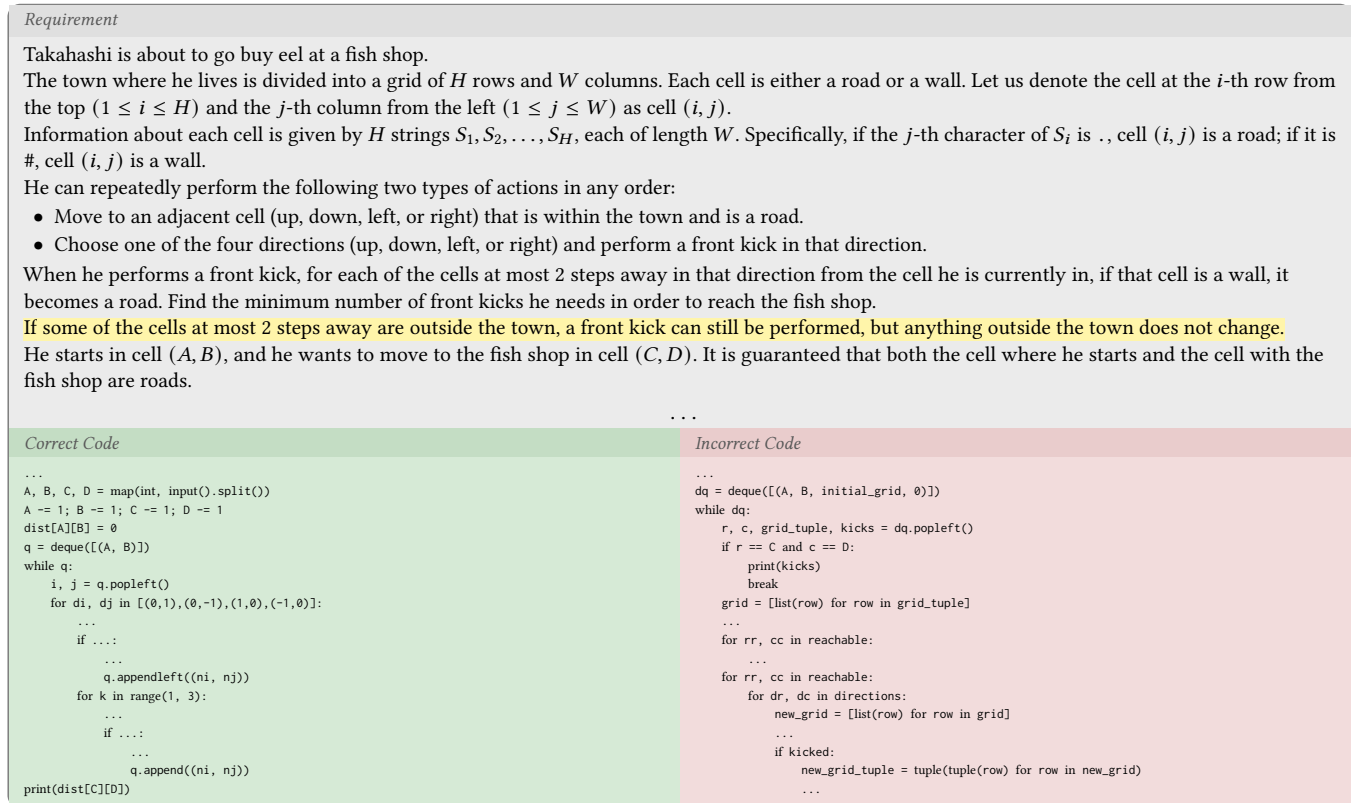 Requirement
Takahashi is about to go buy eel at a fish shop.
The town where he lives is divided into a grid of H rows and W columns. Each cell is either a road or a wall. Let us denote the cell at the i-th row from
the top (1 ≤ i ≤ H) and the j-th column from the left (1 ≤ j ≤ W) as cell (i, j).
Information about each cell is given by H strings S₁, S₂, . . . , S_H, each of length W. Specifically, if the j-th character of S_i is ., cell (i, j) is a road; if it is
#, cell (i, j) is a wall.
He can repeatedly perform the following two types of actions in any order:
• Move to an adjacent cell (up, down, left, or right) that is within the town and is a road.
• Choose one of the four directions (up, down, left, or right) and perform a front kick in that direction.
When he performs a front kick, for each of the cells at most 2 steps away in that direction from the cell he is currently in, if that cell is a wall, it
becomes a road. Find the minimum number of front kicks he needs in order to reach the fish shop.
If some of the cells at most 2 steps away are outside the town, a front kick can still be performed, but anything outside the town does not change.
He starts in cell (A, B), and he wants to move to the fish shop in cell (C, D). It is guaranteed that both the cell where he starts and the cell with the
fish shop are roads.
. . .
Correct Code
...
A, B, C, D = map(int, input().split())
A -= 1; B -= 1; C -= 1; D -= 1
dist[A][B] = 0
q = deque([(A, B)])
while q:
    i, j = q.popleft()
    for di, dj in [(0,1),(0,-1),(1,0),(-1,0)]:
        ...
        if ...:
            ...
            q.appendleft((ni, nj))
        for k in range(1, 3):
            ...
            if ...:
                ...
                q.append((ni, nj))
print(dist[C][D])
Incorrect Code
...
dq = deque([(A, B, initial_grid, 0)])
while dq:
    r, c, grid_tuple, kicks = dq.popleft()
    if r == C and c == D:
        print(kicks)
        break
    grid = [list(row) for row in grid_tuple]
    ...
    for rr, cc in reachable:
        ...
    for rr, cc in reachable:
        for dr, dc in directions:
            new_grid = [list(row) for row in grid]
            ...
            if kicked:
                new_grid_tuple = tuple(tuple(row) for row in new_grid)
                ...